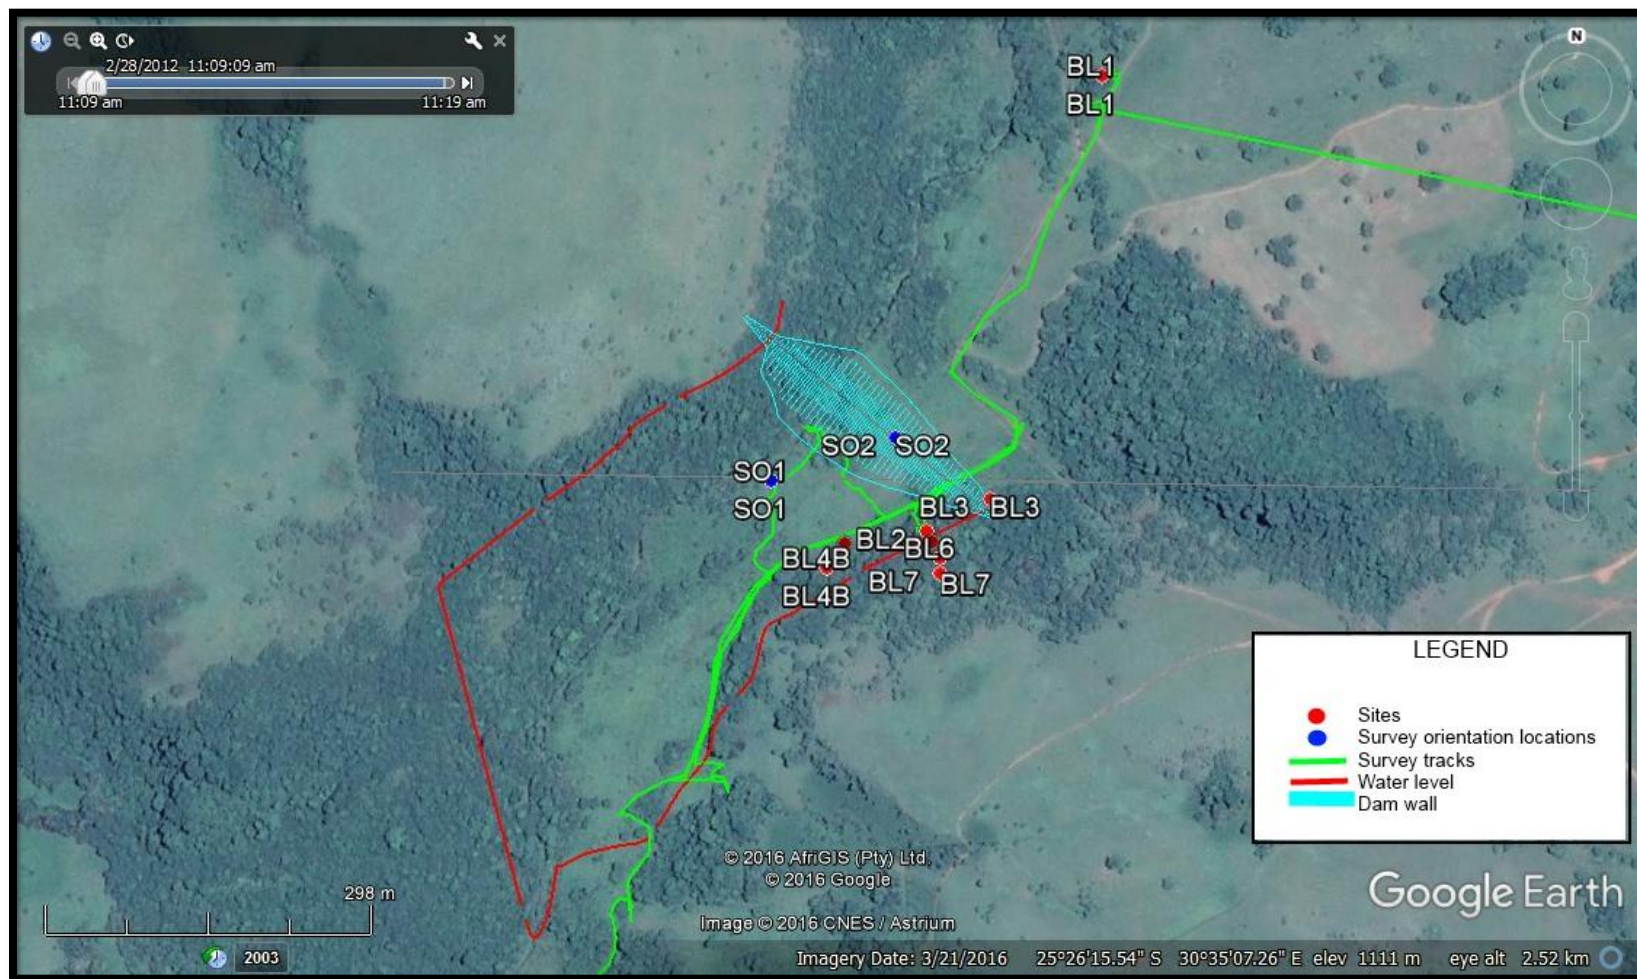 N
2/28/2012 11:09:09 am
11:09 am
11:19 am
BL1
BL1
SO2
SO2
SO1
SO1
BL3
BL3
BL2
BL6
BL4B
BL7
BL7
BL4B
LEGEND
Sites
Survey orientation locations
Survey tracks
Water level
Dam wall
© 2016 AfriGIS (Pty) Ltd.
© 2016 Google
298 m
Google Earth
Image © 2016 CNES / Astrium
2003
Imagery Date: 3/21/2016 25°26'15.54" S 30°35'07.26" E elev 1111 m eye alt 2.52 km